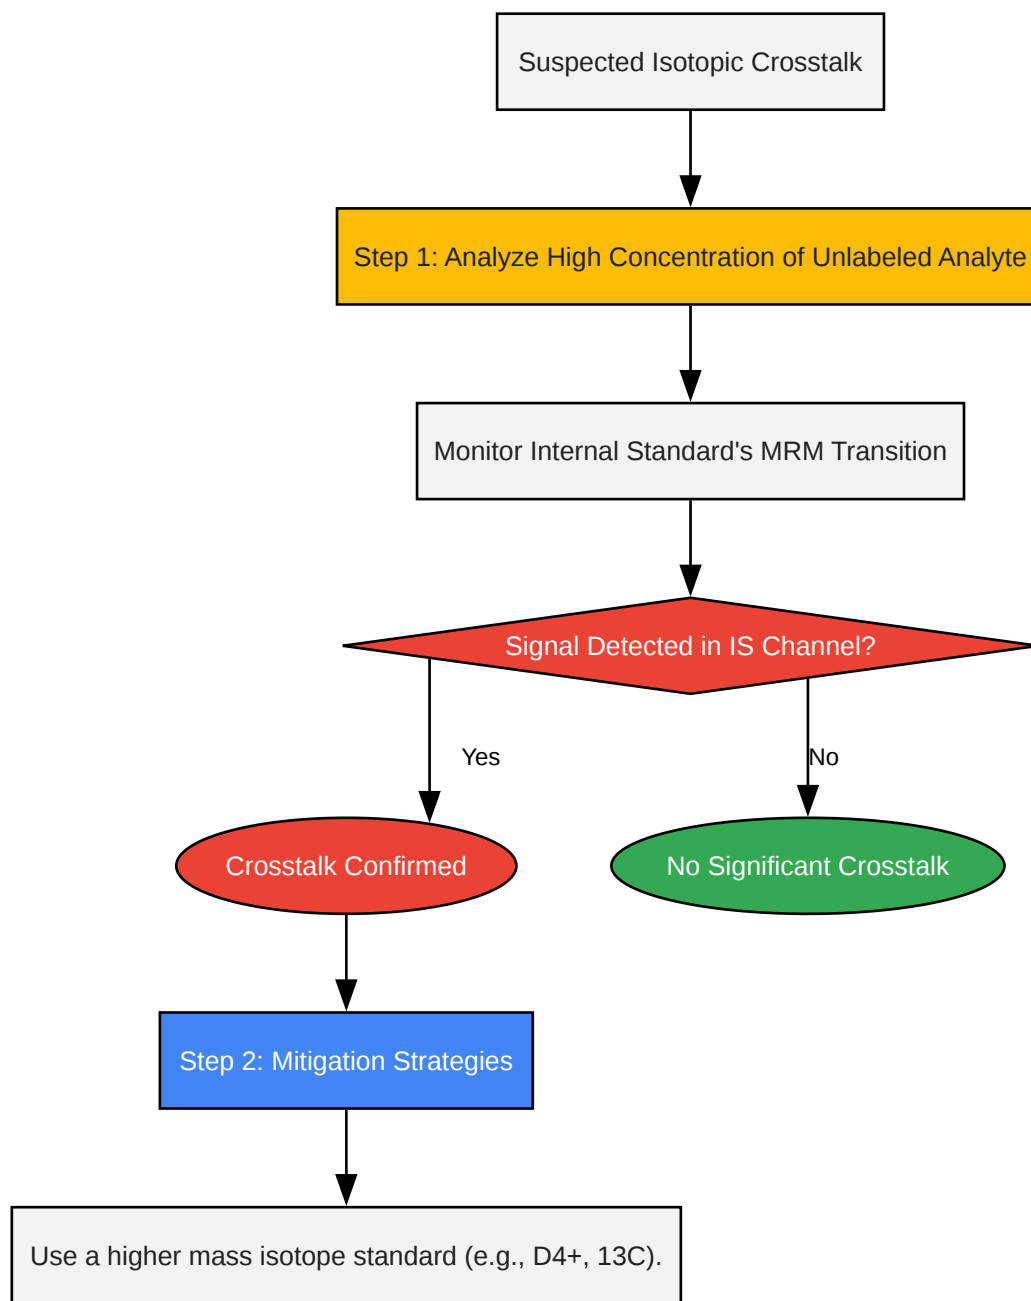 Suspected Isotopic Crosstalk
Step 1: Analyze High Concentration of Unlabeled Analyte
Monitor Internal Standard's MRM Transition
Signal Detected in IS Channel?
Yes
No
Crosstalk Confirmed
No Significant Crosstalk
Step 2: Mitigation Strategies
Use a higher mass isotope standard (e.g., D4+, 13C).